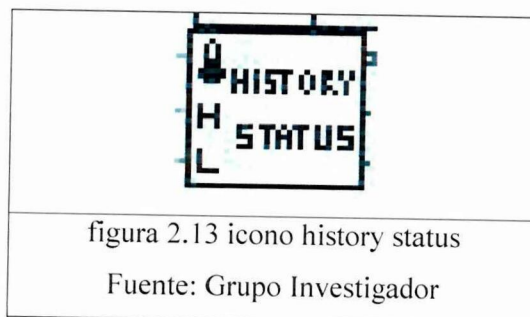 HISTORY
H
STATUS
L
figura 2.13 icono history status
Fuente: Grupo Investigador